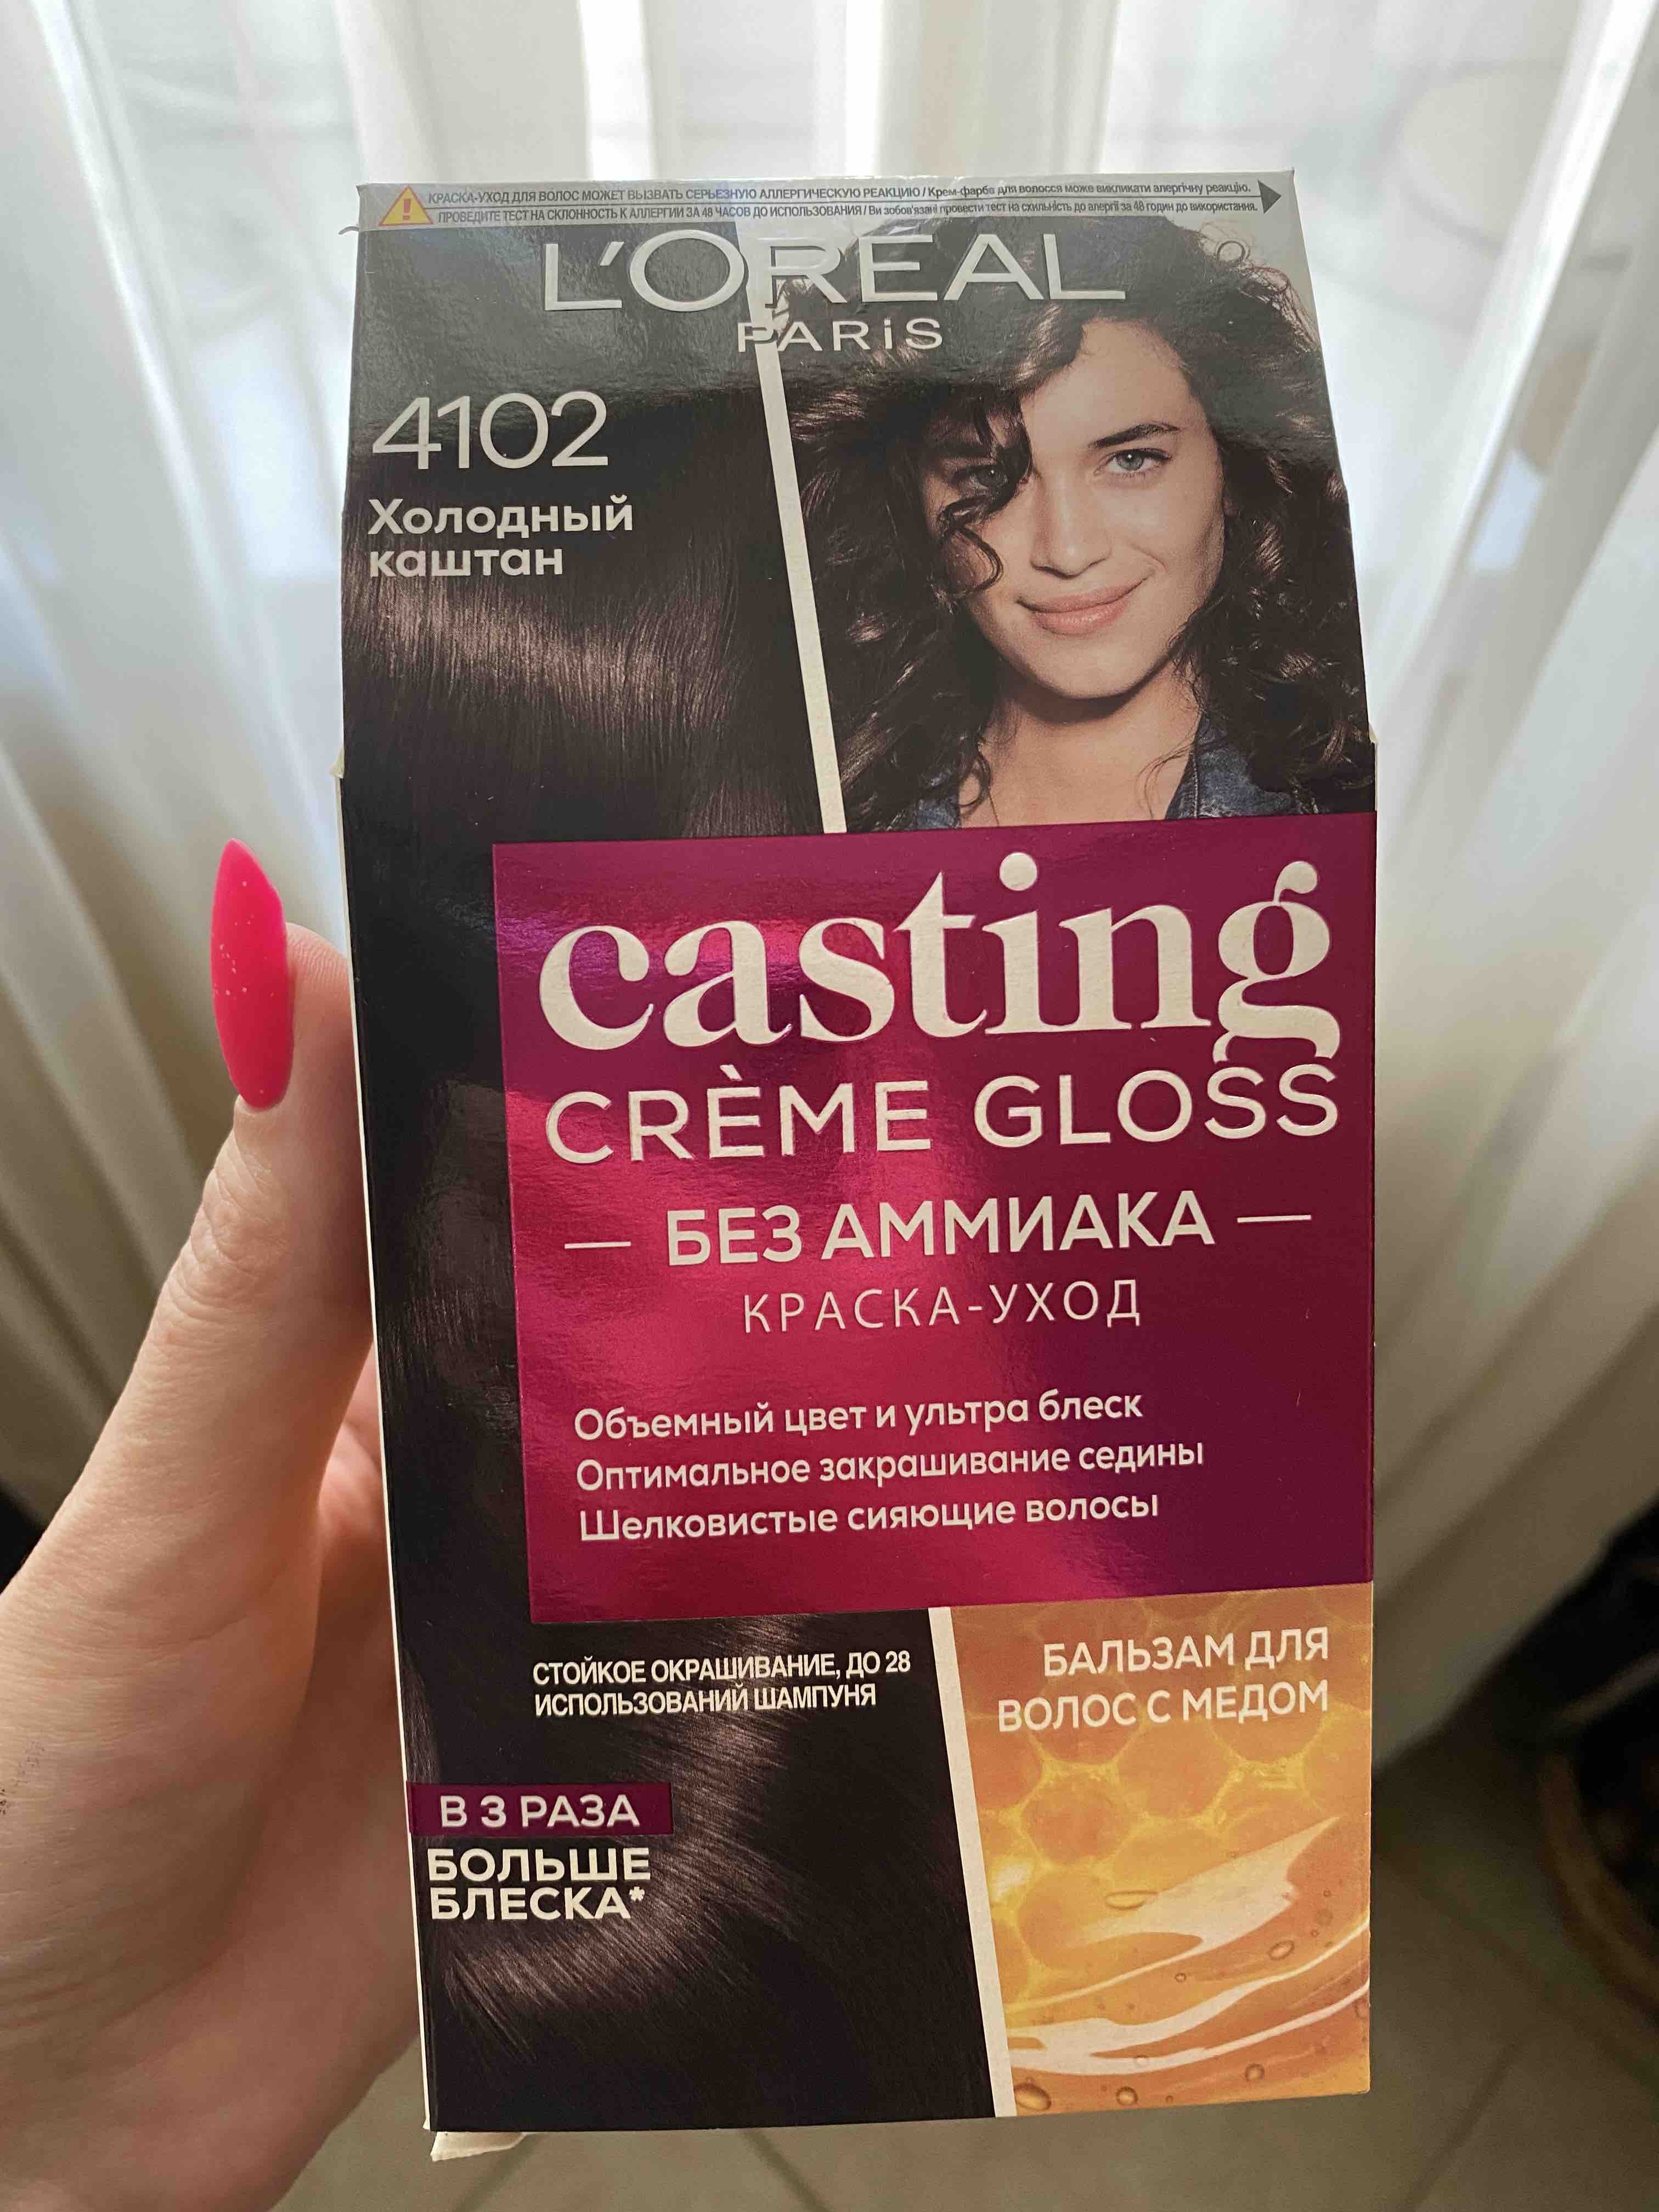 КРАСКА-УХОД ДЛЯ ВОЛОС МОЖЕТ ВЫЗВАТЬ СЕРЬЕЗНУЮ АЛЛЕРГИЧЕСКУЮ РЕАКЦИЮ / Крем-фарба для волосся може викликати алергічну реакцію.
ПРОВЕДИТЕ ТЕСТ НА СКЛОННОСТЬ К АЛЛЕРГИИ ЗА 48 ЧАСОВ ДО ИСПОЛЬЗОВАНИЯ / Ви зобов'язані провести тест на схильність до алергії за 48 годин до використання.
L'ORÉAL
PARiS
4102
Холодный
каштан
casting
CRÈME GLOSS
— БЕЗ АММИАКА —
КРАСКА-УХОД
Объемный цвет и ультра блеск
Оптимальное закрашивание седины
Шелковистые сияющие волосы
СТОЙКОЕ ОКРАШИВАНИЕ, ДО 28
ИСПОЛЬЗОВАНИЙ ШАМПУНЯ
БАЛЬЗАМ ДЛЯ
ВОЛОС С МЕДОМ
В 3 РАЗА
БОЛЬШЕ
БЛЕСКА*